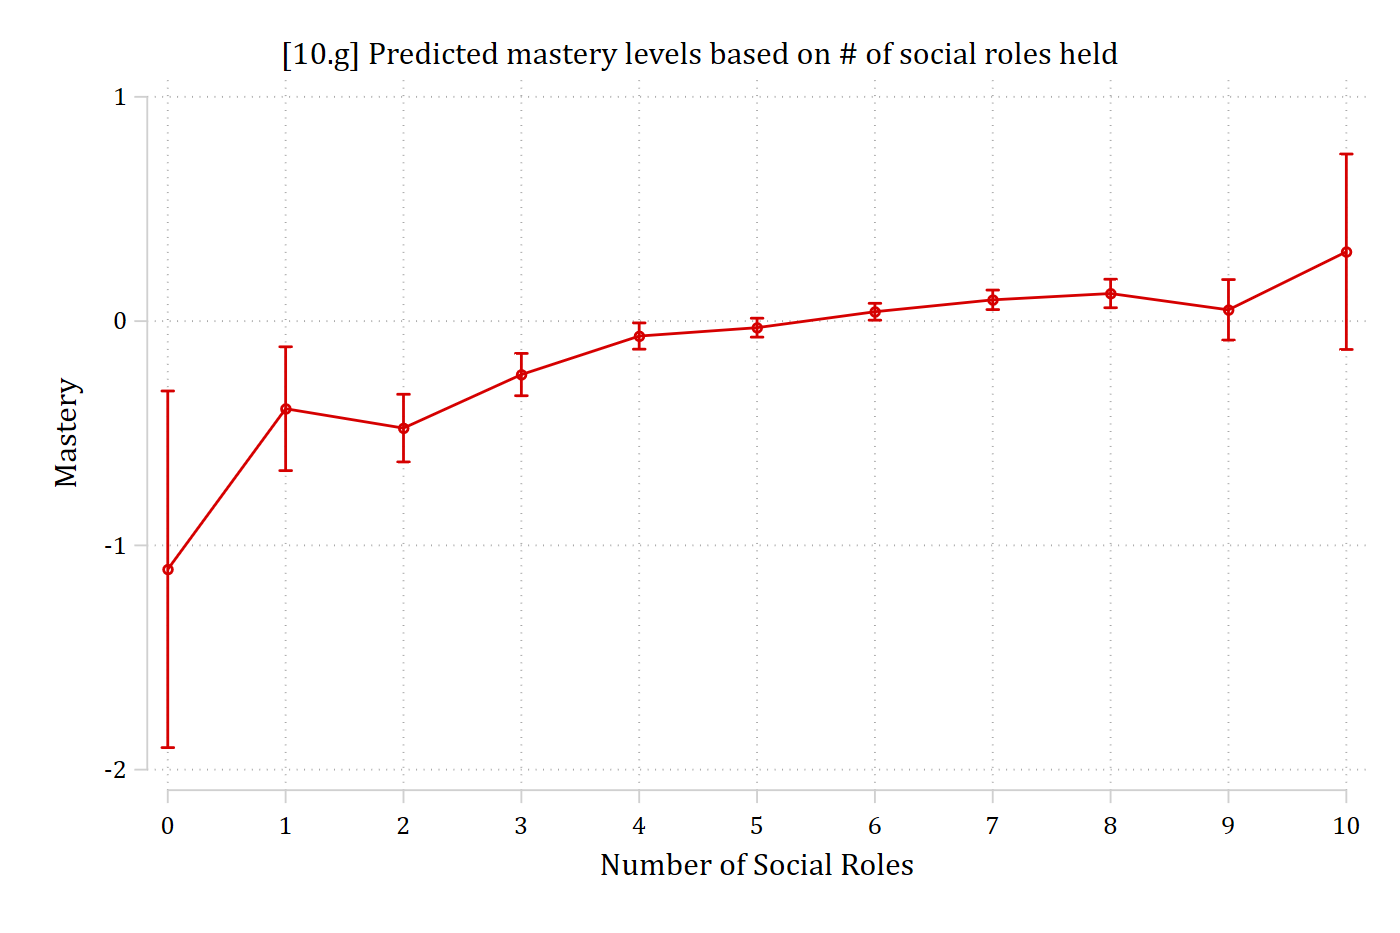 [10.g] Predicted mastery levels based on # of social roles held
1
0
-1
-2
Mastery
0 1 2 3 4 5 6 7 8 9 10
Number of Social Roles